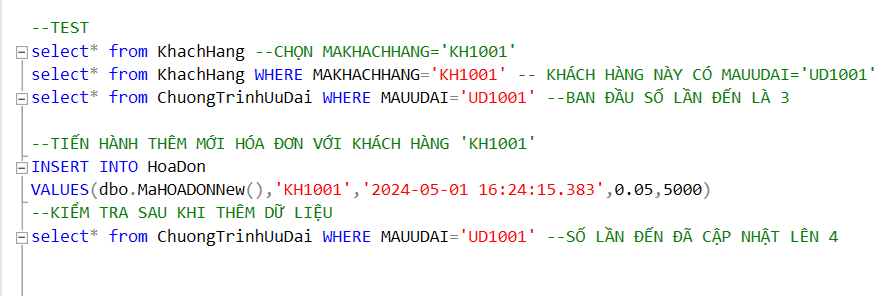 --TEST
select* from KhachHang --CHỌN MAKHACHHANG='KH1001'
select* from KhachHang WHERE MAKHACHHANG='KH1001' -- KHÁCH HÀNG NÀY CÓ MAUUDAI='UD1001'
select* from ChuongTrinhUuDai WHERE MAUUDAI='UD1001' --BAN ĐẦU SỐ LẦN ĐẾN LÀ 3
--TIẾN HÀNH THÊM MỚI HÓA ĐƠN VỚI KHÁCH HÀNG 'KH1001'
INSERT INTO HoaDon
VALUES(dbo.MaHOADONNew(),'KH1001','2024-05-01 16:24:15.383',0.05,5000)
--KIỂM TRA SAU KHI THÊM DỮ LIỆU
select* from ChuongTrinhUuDai WHERE MAUUDAI='UD1001' --SỐ LẦN ĐẾN ĐÃ CẬP NHẬT LÊN 4